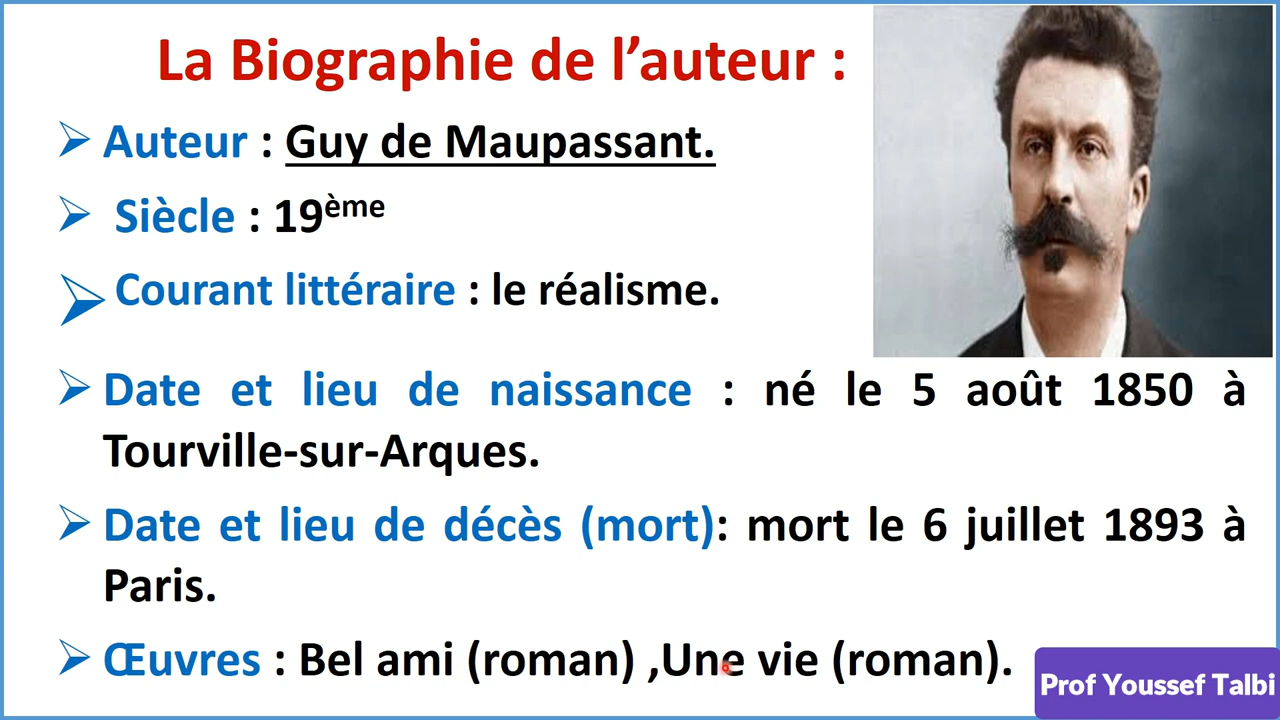 La Biographie de l’auteur :
Auteur : Guy de Maupassant.
Siècle : 19ème
Courant littéraire : le réalisme.
Date et lieu de naissance : né le 5 août 1850 à
Tourville-sur-Arques.
Date et lieu de décès (mort): mort le 6 juillet 1893 à
Paris.
Œuvres : Bel ami (roman) ,Une vie (roman).
Prof Youssef Talbi